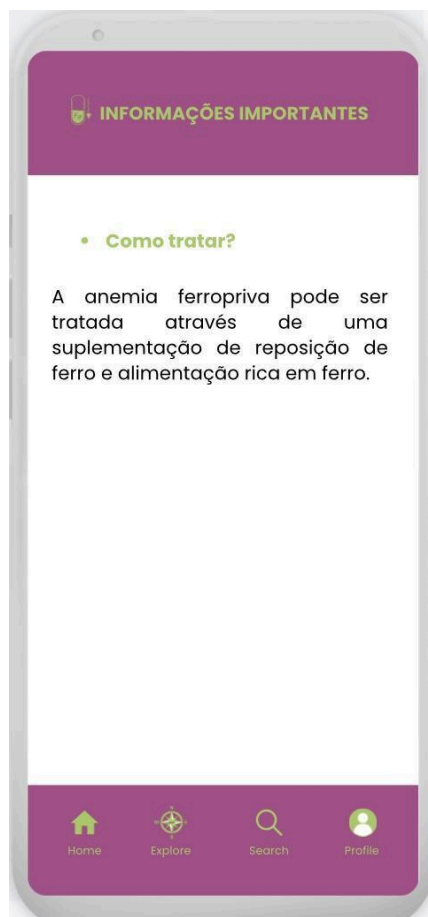 INFORMAÇÕES IMPORTANTES
• Como tratar?
A anemia ferropriva pode ser
tratada através de uma
suplementação de reposição de
ferro e alimentação rica em ferro.
Home Explore Search Profile